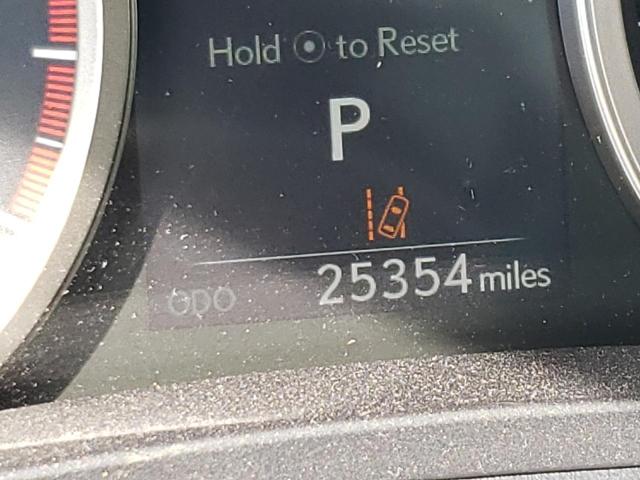 Hold to Reset
P
ODO 25354 miles